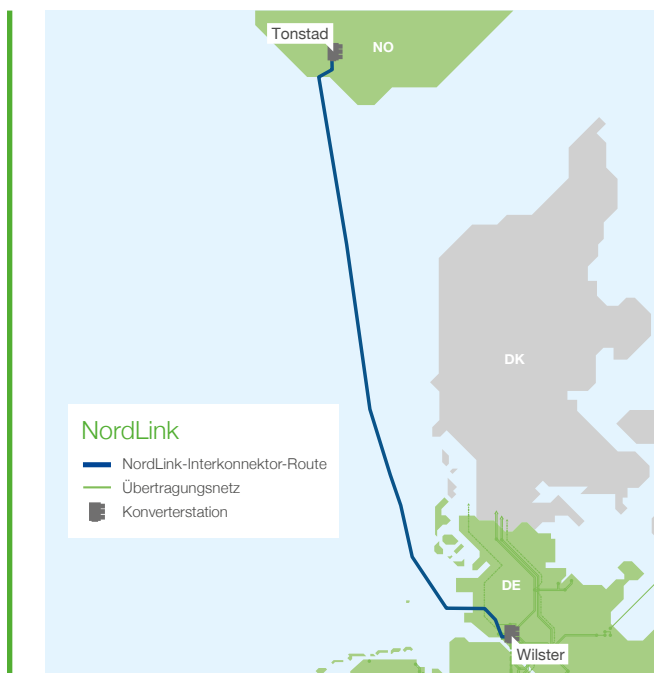 Tonstad
NO
DK
NordLink
NordLink-Interkonnektor-Route
Übertragungsnetz
Konverterstation
DE
Wilster